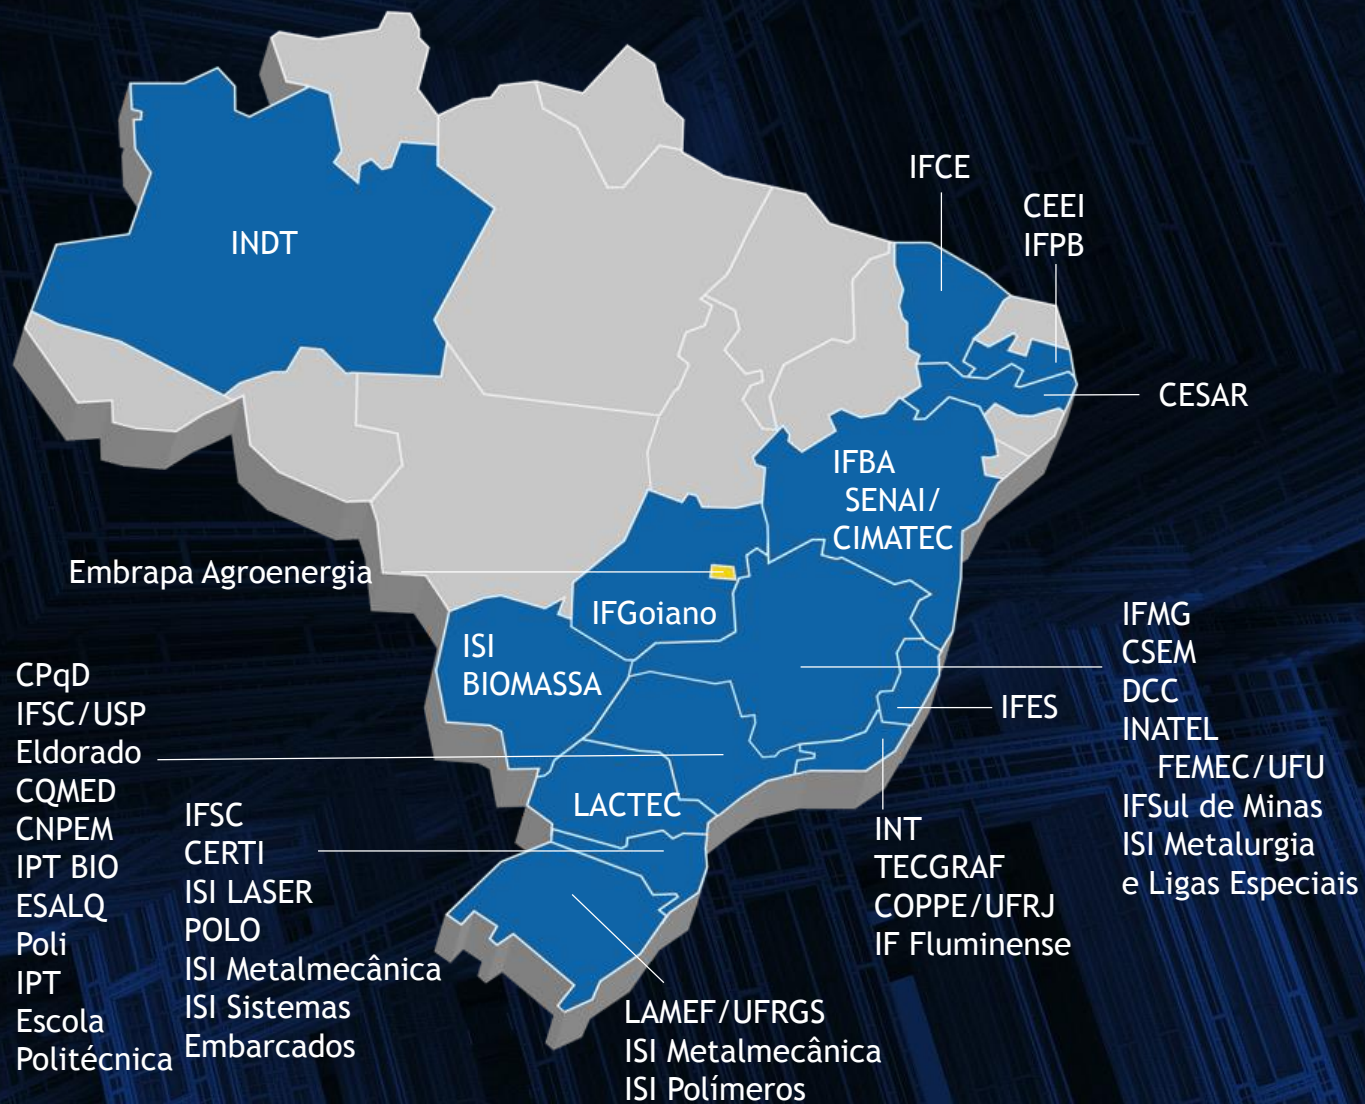 IFCE
CEEI
IFPB
INDT
CESAR
IFBA
SENAI/
CIMATEC
Embrapa Agroenergia
IFGoiano
ISI
BIOMASSA
IFMG
CSEM
DCC
INATEL
FEMEC/UFU
IFSul de Minas
ISI Metalurgia
e Ligas Especiais
IFES
CPqD
IFSC/USP
Eldorado
CQMED
CNPEM
IPT BIO
ESALQ
Poli
IPT
Escola
Politécnica
LACTEC
IFSC
CERTI
ISI LASER
POLO
ISI Metalmecânica
ISI Sistemas
Embarcados
INT
TECGRAF
COPPE/UFRJ
IF Fluminense
LAMEF/UFRGS
ISI Metalmecânica
ISI Polímeros